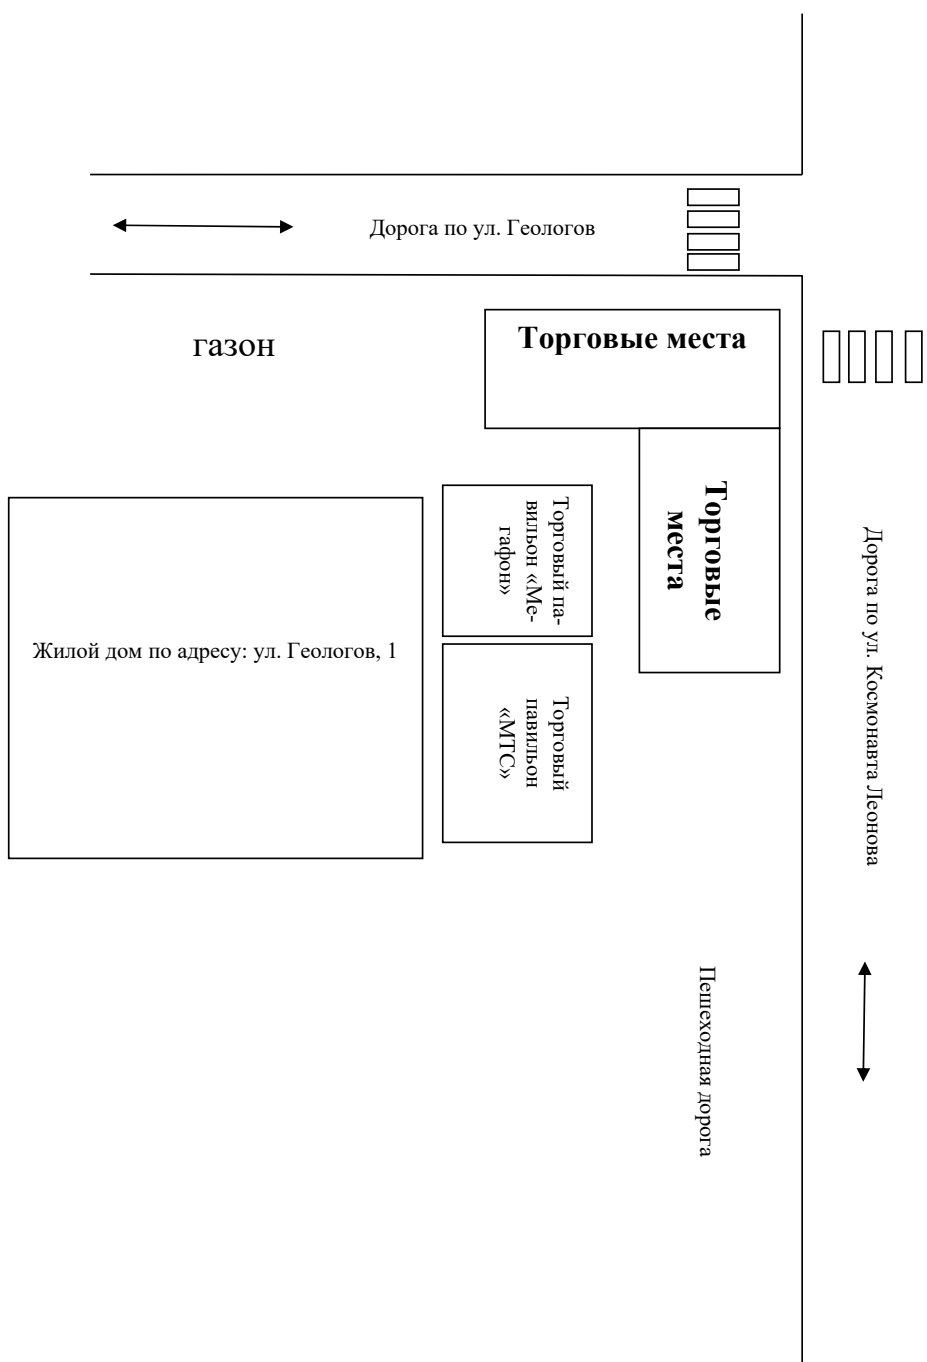 Дорога по ул. Геологов
газон
Торговые места
Торговые
места
Торговый па-
вильон «Ме-
гафон»
Жилой дом по адресу: ул. Геологов, 1
Торговый
павильон
«МТС»
Дорога по ул. Космонавта Леонова
Пешеходная дорога